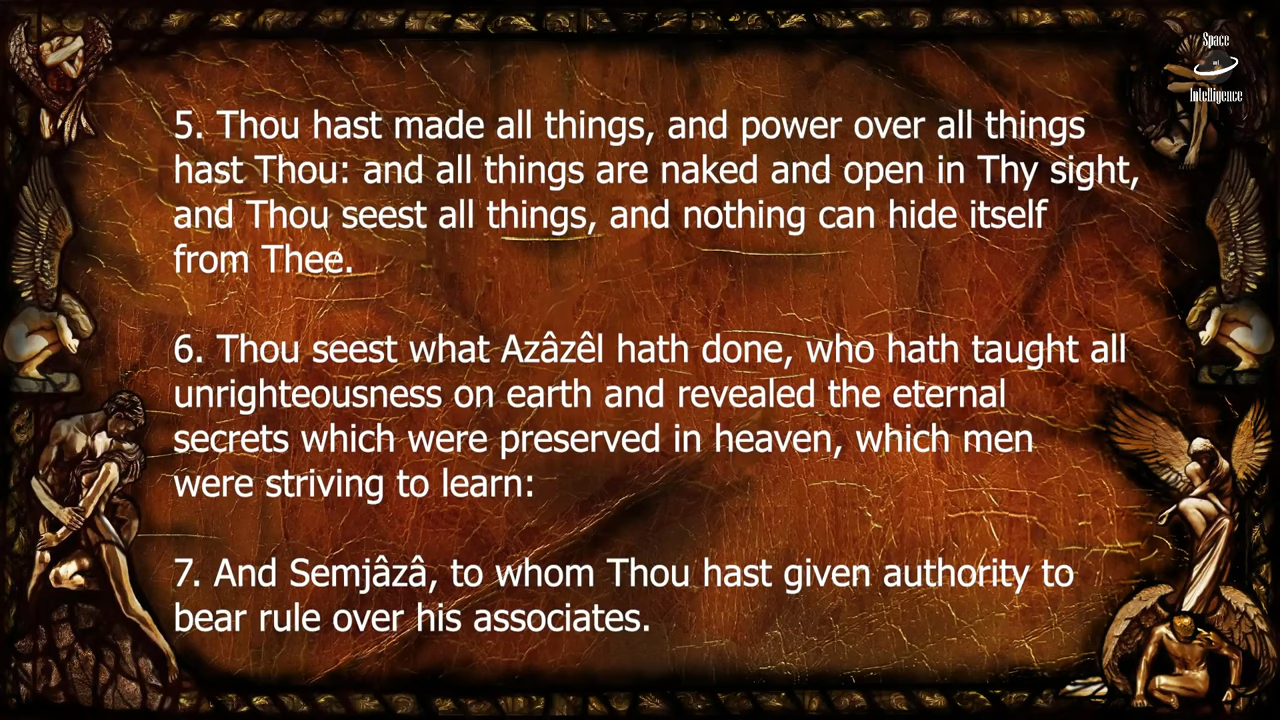 Space
and
Intelligence
5. Thou hast made all things, and power over all things
hast Thou: and all things are naked and open in Thy sight,
and Thou seest all things, and nothing can hide itself
from Thee.
6. Thou seest what Azâzêl hath done, who hath taught all
unrighteousness on earth and revealed the eternal
secrets which were preserved in heaven, which men
were striving to learn:
7. And Semjâzâ, to whom Thou hast given authority to
bear rule over his associates.